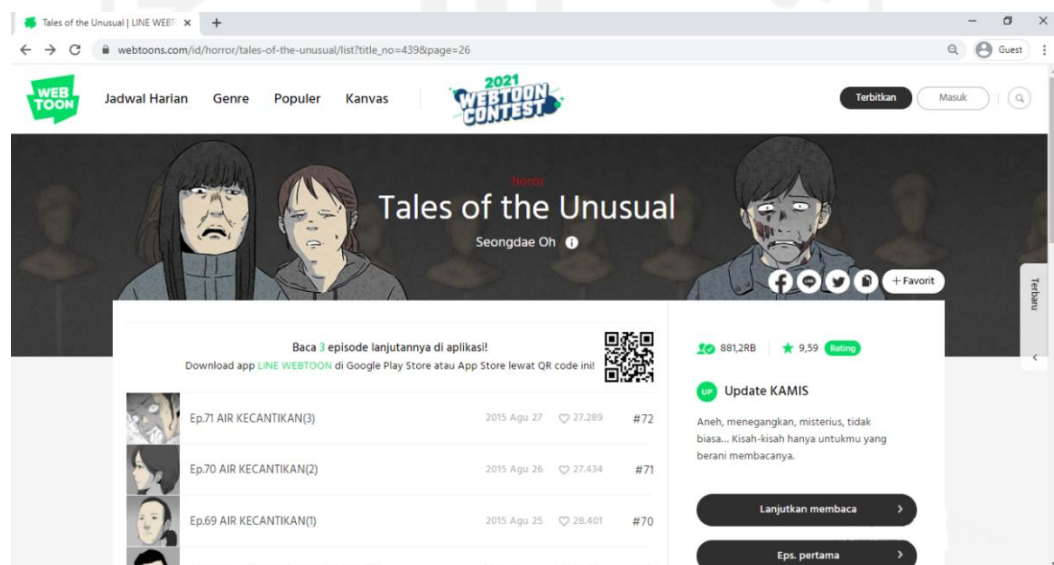 Tales of the Unusual | LINE WEBT
Guest
webtoons.com/id/horror/tales-of-the-unusual/list?title_no=439&page=26
WEB
TOON
Jadwal Harian Genre Populer Kanvas
2021
WEBTOON
CONTEST
Terbitkan Masuk
horor
Tales of the Unusual
Seongdae Oh
+ Favorit
Terbaru
Baca 3 episode lanjutannya di aplikasi!
Download app LINE WEBTOON di Google Play Store atau App Store lewat QR code ini!
Ep.71 AIR KECANTIKAN(3) 2015 Agu 27 27.289 #72
Ep.70 AIR KECANTIKAN(2) 2015 Agu 26 27.434 #71
Ep.69 AIR KECANTIKAN(1) 2015 Agu 25 28.401 #70
881,2RB 9,59 Rating
UP Update KAMIS
Aneh, menegangkan, misterius, tidak
biasa... Kisah-kisah hanya untukmu yang
berani membacanya.
Lanjutkan membaca
Eps. pertama